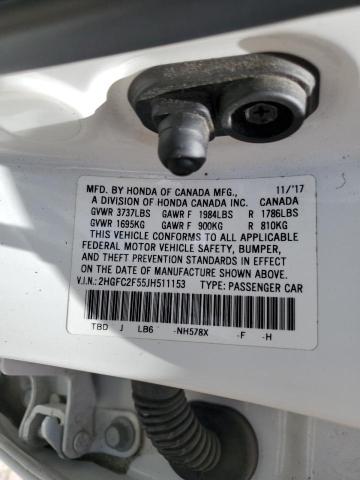 MFD. BY HONDA OF CANADA MFG., 11/'17
A DIVISION OF HONDA CANADA INC. CANADA
GVWR 3737LBS GAWR F 1984LBS R 1786LBS
GVWR 1695KG GAWR F 900KG R 810KG
THIS VEHICLE CONFORMS TO ALL APPLICABLE
FEDERAL MOTOR VEHICLE SAFETY, BUMPER,
AND THEFT PREVENTION STANDARDS IN EFFECT
ON THE DATE OF MANUFACTURE SHOWN ABOVE.
V.I.N.: 2HGFC2F55JH511153 TYPE: PASSENGER CAR
TBD J LB6 -NH578X -F -H